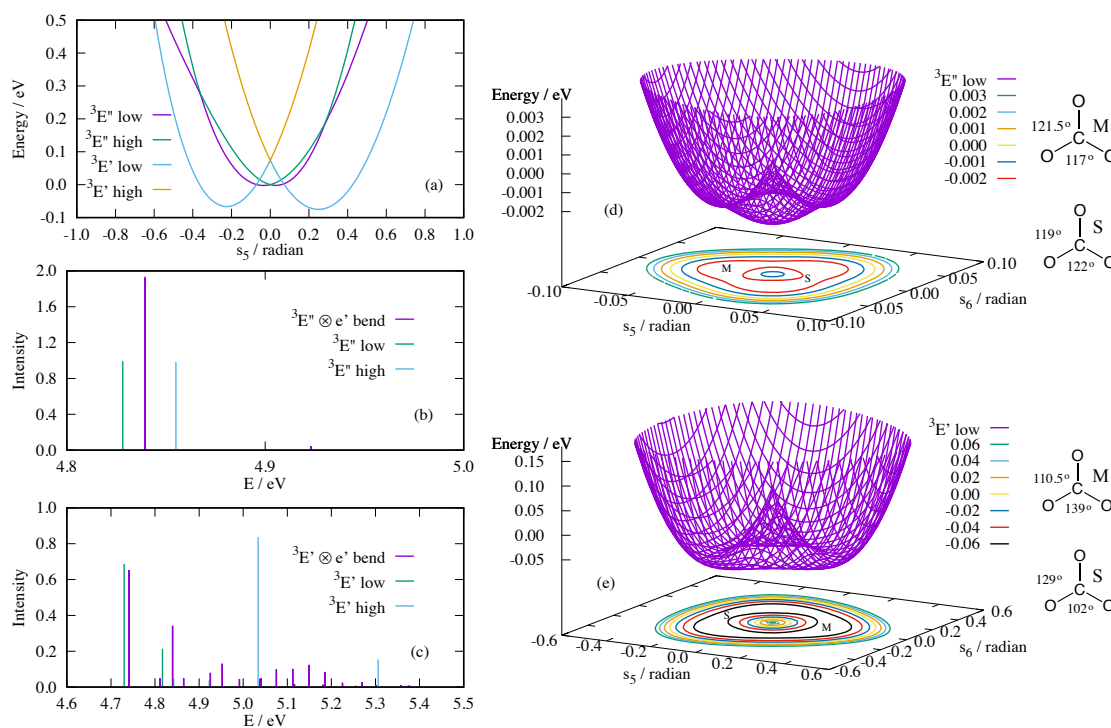 0.5
0.4
0.3
0.2
0.1
0.0
-0.1
Energy / eV
³E" low
³E" high
³E' low
³E' high
(a)
-1.0 -0.8 -0.6 -0.4 -0.2 0.0 0.2 0.4 0.6 0.8 1.0
s₅ / radian
2.0
1.8
1.2
0.4
0.0
Intensity
³E" ⊗ e' bend
³E" low
³E" high
(b)
4.8 4.9 5.0
E / eV
1.0
0.8
0.6
0.4
0.2
0.0
Intensity
³E' ⊗ e' bend
³E' low
³E' high
(c)
4.6 4.7 4.8 4.9 5.0 5.1 5.2 5.3 5.4 5.5
E / eV
Energy / eV
0.003
0.002
0.001
0.000
-0.001
-0.002
(d)
³E" low
0.003
0.002
0.001
0.000
-0.001
-0.002
M
S
-0.10 -0.05 0.00 0.05 0.10
s₅ / radian
-0.10 -0.05 0.00 0.05 0.10
s₆ / radian
O
121.5º C M
O 117º O
O
119º C S
O 122º O
Energy / eV
0.15
0.10
0.05
0.00
-0.05
(e)
³E' low
0.06
0.04
0.02
0.00
-0.02
-0.04
-0.06
S
M
-0.6 -0.4 -0.2 0.0 0.2 0.4 0.6
s₅ / radian
-0.6 -0.4 -0.2 0.0 0.2 0.4 0.6
s₆ / radian
O
110.5º C M
O 139º O
O
129º C S
O 102º O